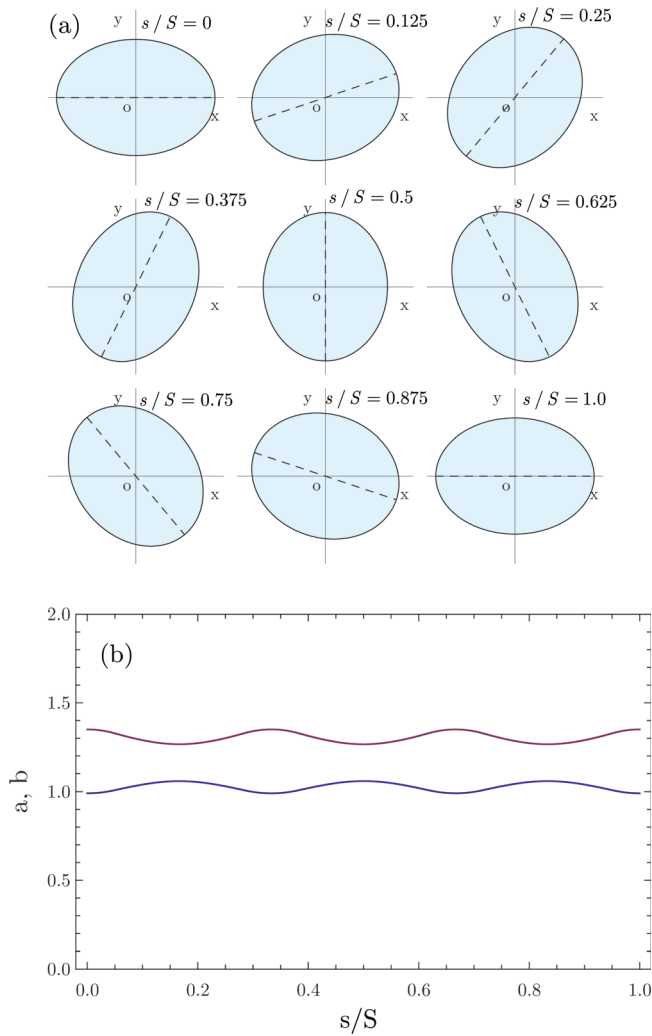 (a)
y
s / S = 0
o
x
y
s / S = 0.125
o
x
y
s / S = 0.25
o
x
y
s / S = 0.375
o
x
y
s / S = 0.5
o
x
y
s / S = 0.625
o
x
y
s / S = 0.75
o
x
y
s / S = 0.875
o
x
y
s / S = 1.0
o
x
(b)
2.0
1.5
1.0
0.5
0.0
a, b
0.0 0.2 0.4 0.6 0.8 1.0
s/S